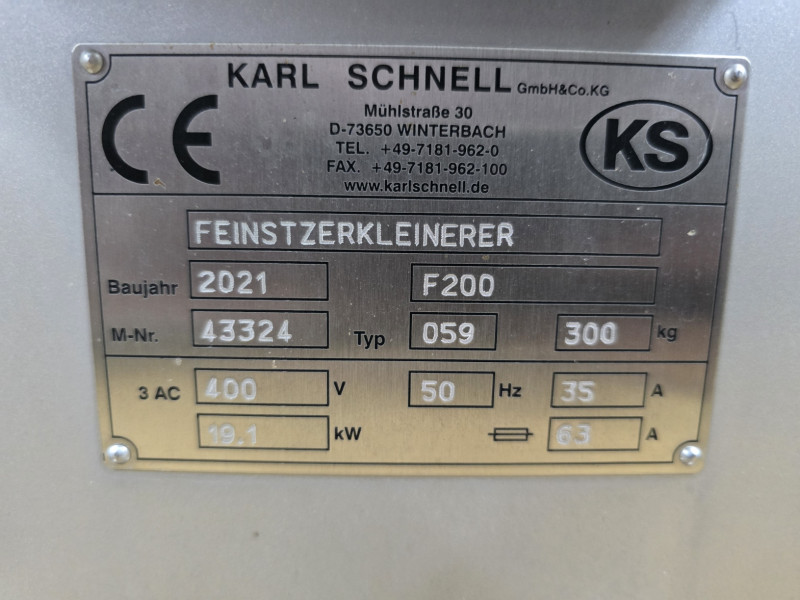 KARL SCHNELL GmbH&Co.KG
Mühlstraße 30
D-73650 WINTERBACH
TEL. +49-7181-962-0
FAX. +49-7181-962-100
www.karlschnell.de
CE
KS
FEINSTZERKLEINERER
Baujahr 2021 F200
M-Nr. 43324 Typ 059 300 kg
3 AC 400 V 50 Hz 35 A
19.1 kW 63 A